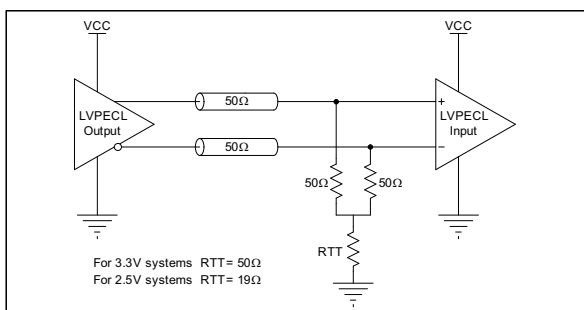 VCC
VCC
LVPECL
Output
50Ω
50Ω
+
−
LVPECL
Input
50Ω
50Ω
RTT
For 3.3V systems RTT = 50Ω
For 2.5V systems RTT = 19Ω